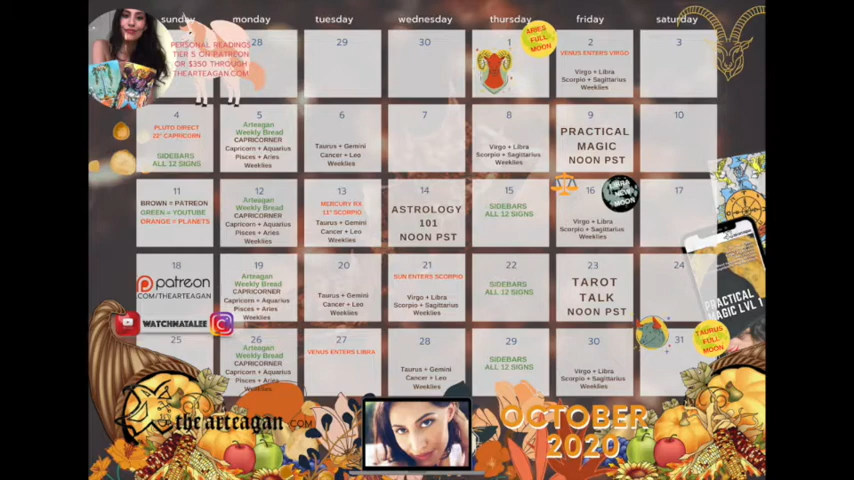 sunday monday tuesday wednesday thursday friday saturday
PERSONAL READINGS
TIER 5 ON PATREON
OR $350 THROUGH
THEARTEAGAN.COM
28
29
30
1
ARIES
FULL
MOON
2
VENUS ENTERS VIRGO
Virgo + Libra
Scorpio + Sagittarius
Weeklies
3
4
PLUTO DIRECT
22° CAPRICORN
SIDEBARS
ALL 12 SIGNS
5
Arteagan
Weekly Bread
CAPRICORNER
Capricorn + Aquarius
Pisces + Aries
Weeklies
6
Taurus + Gemini
Cancer + Leo
Weeklies
7
8
Virgo + Libra
Scorpio + Sagittarius
Weeklies
9
PRACTICAL
MAGIC
NOON PST
10
11
BROWN = PATREON
GREEN = YOUTUBE
ORANGE = PLANETS
12
Arteagan
Weekly Bread
CAPRICORNER
Capricorn + Aquarius
Pisces + Aries
Weeklies
13
MERCURY RX
11° SCORPIO
Taurus + Gemini
Cancer + Leo
Weeklies
14
ASTROLOGY
101
NOON PST
15
SIDEBARS
ALL 12 SIGNS
16
LIBRA
NEW
MOON
Virgo + Libra
Scorpio + Sagittarius
Weeklies
17
18
patreon
.COM/THEARTEAGAN
19
Arteagan
Weekly Bread
CAPRICORNER
Capricorn + Aquarius
Pisces + Aries
Weeklies
20
Taurus + Gemini
Cancer + Leo
Weeklies
21
SUN ENTERS SCORPIO
Virgo + Libra
Scorpio + Sagittarius
Weeklies
22
SIDEBARS
ALL 12 SIGNS
23
TAROT
TALK
NOON PST
24
PRACTICAL
MAGIC LVL 1
WATCHMATALEE
25
26
Arteagan
Weekly Bread
CAPRICORNER
Capricorn + Aquarius
Pisces + Aries
Weeklies
27
VENUS ENTERS LIBRA
28
Taurus + Gemini
Cancer + Leo
Weeklies
29
SIDEBARS
ALL 12 SIGNS
30
Virgo + Libra
Scorpio + Sagittarius
Weeklies
31
TAURUS
FULL
MOON
the arteagan.COM
OCTOBER
2020